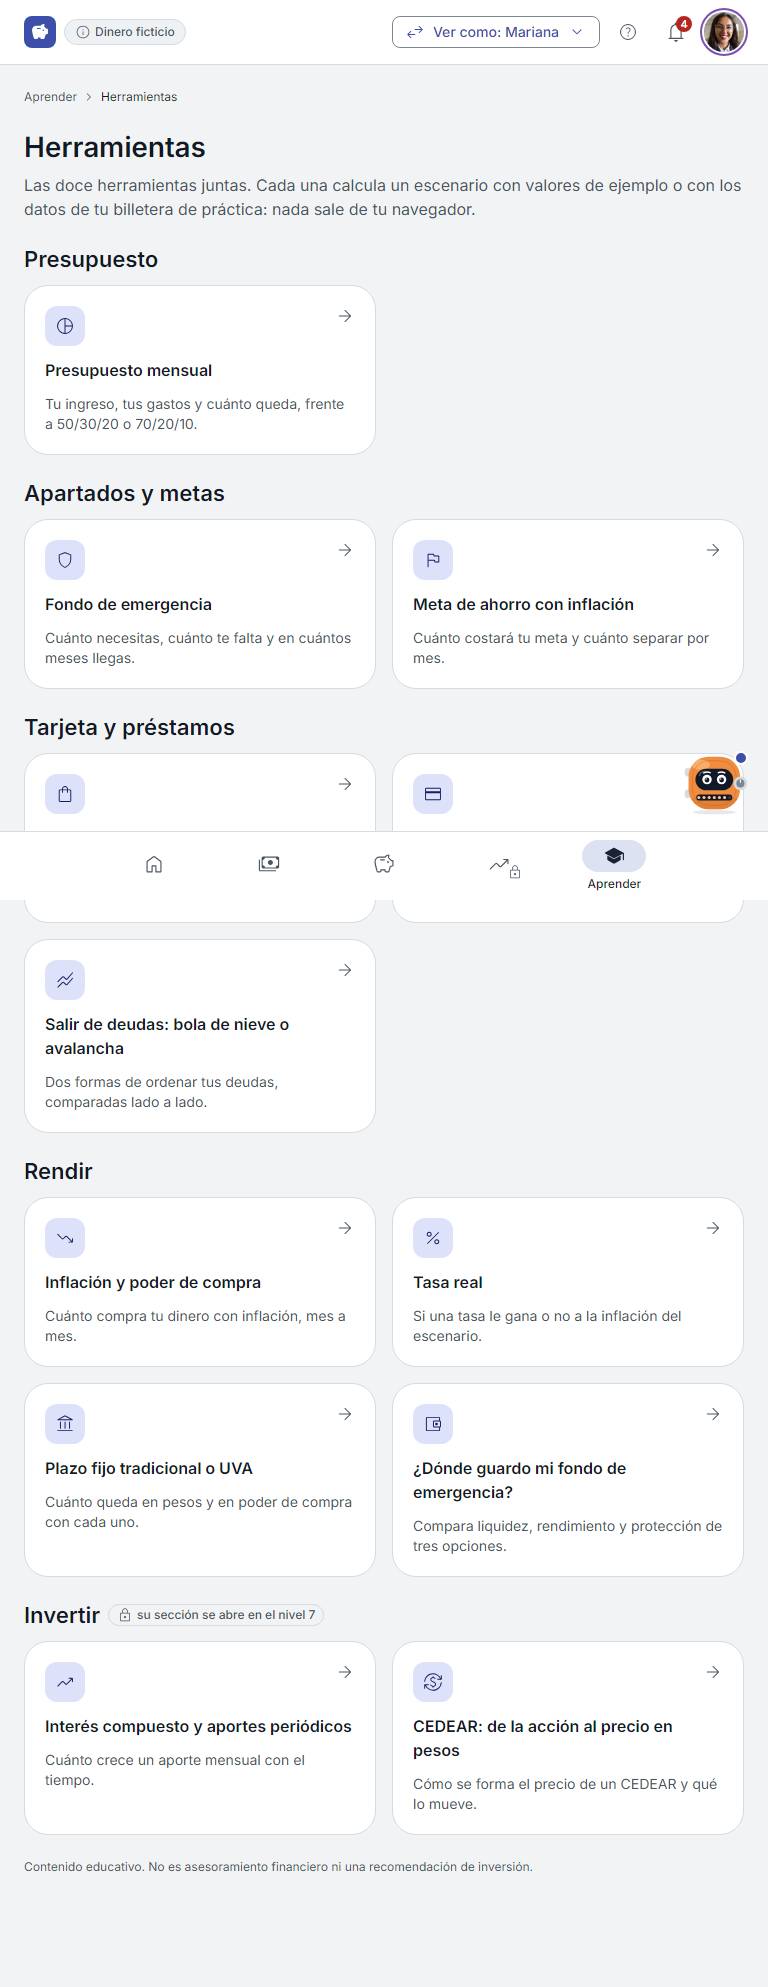 Dinero ficticio
Ver como: Mariana
4
Aprender
Herramientas
Herramientas
Las doce herramientas juntas. Cada una calcula un escenario con valores de ejemplo o con los
datos de tu billetera de práctica: nada sale de tu navegador.
Presupuesto
Presupuesto mensual
Tu ingreso, tus gastos y cuánto queda, frente
a 50/30/20 o 70/20/10.
Apartados y metas
Fondo de emergencia
Cuánto necesitas, cuánto te falta y en cuántos
meses llegas.
Meta de ahorro con inflación
Cuánto costará tu meta y cuánto separar por
mes.
Tarjeta y préstamos
Aprender
Salir de deudas: bola de nieve o
avalancha
Dos formas de ordenar tus deudas,
comparadas lado a lado.
Rendir
Inflación y poder de compra
Cuánto compra tu dinero con inflación, mes a
mes.
Tasa real
Si una tasa le gana o no a la inflación del
escenario.
Plazo fijo tradicional o UVA
Cuánto queda en pesos y en poder de compra
con cada uno.
¿Dónde guardo mi fondo de
emergencia?
Compara liquidez, rendimiento y protección de
tres opciones.
Invertir
su sección se abre en el nivel 7
Interés compuesto y aportes periódicos
Cuánto crece un aporte mensual con el
tiempo.
CEDEAR: de la acción al precio en
pesos
Cómo se forma el precio de un CEDEAR y qué
lo mueve.
Contenido educativo. No es asesoramiento financiero ni una recomendación de inversión.